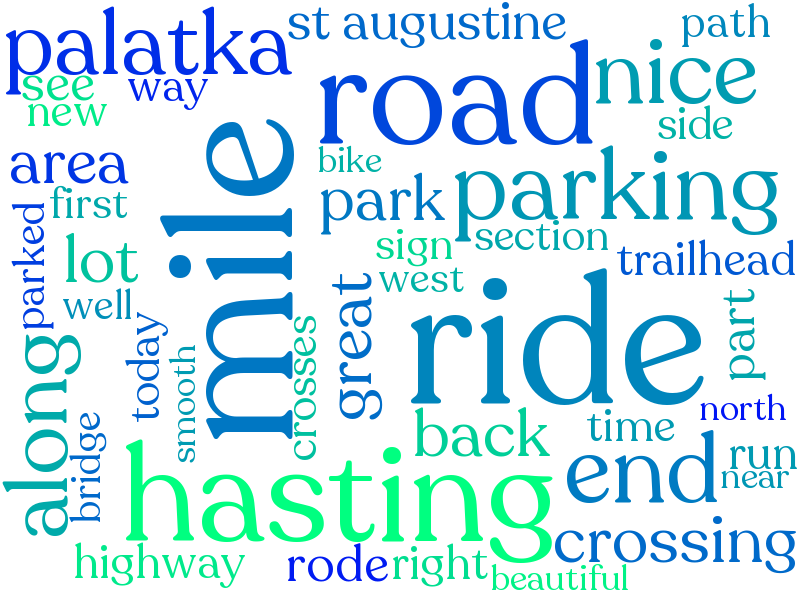 palatka
st augustine
path
see
way
new
road
nice
side
mile
area
bike
parking
first
park
parked
sign
section
lot
west
trailhead
well
great
ride
part
along
today
smooth
crosses
north
bridge
back
time
hasting
end
run
near
crossing
highway
rode
right
beautiful